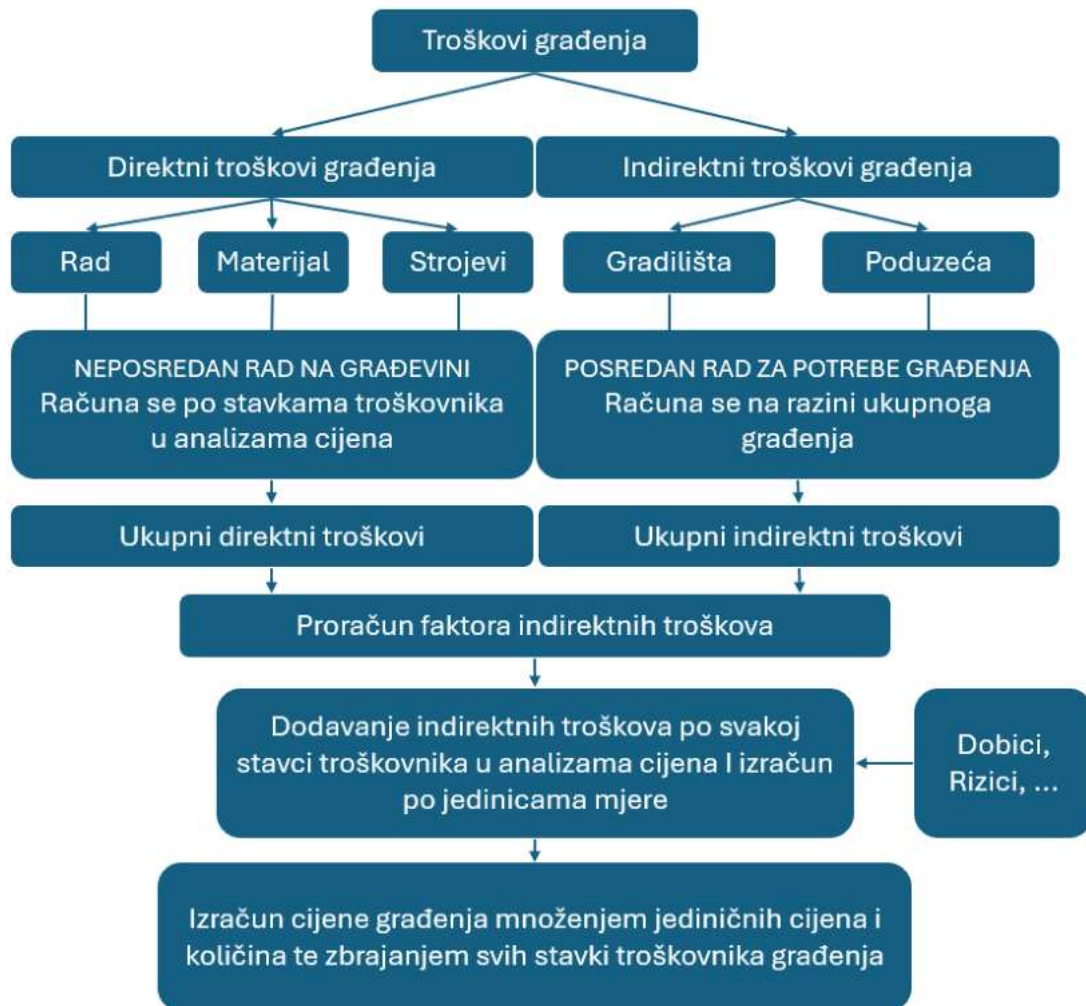 Troškovi građenja
Direktni troškovi građenja
Indirektni troškovi građenja
Rad
Materijal
Strojevi
Gradilišta
Poduzeća
NEPOSREDAN RAD NA GRAĐEVINI
Računa se po stavkama troškovnika
u analizama cijena
POSREDAN RAD ZA POTREBE GRAĐENJA
Računa se na razini ukupnoga
građenja
Ukupni direktni troškovi
Ukupni indirektni troškovi
Proračun faktora indirektnih troškova
Dodavanje indirektnih troškova po svakoj
stavci troškovnika u analizama cijena I izračun
po jedinicama mjere
Dobici,
Rizici, ...
Izračun cijene građenja množenjem jediničnih cijena i
količina te zbrajanjem svih stavki troškovnika građenja